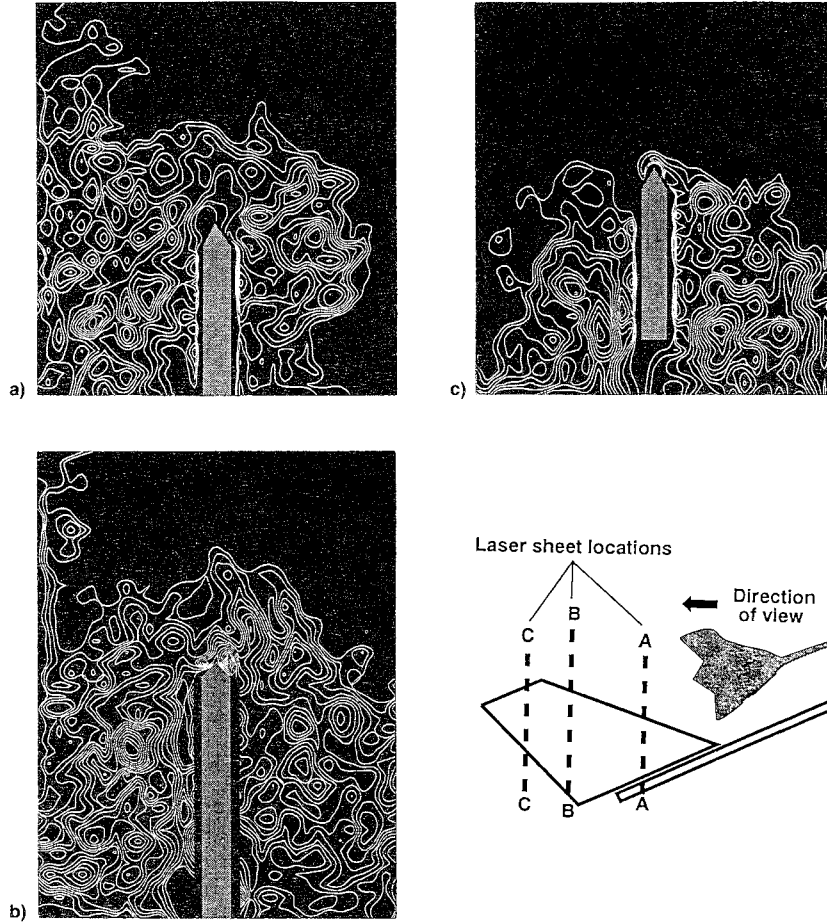 a)
c)
b)
Laser sheet locations
B
C
A
Direction
of view
C
B
A